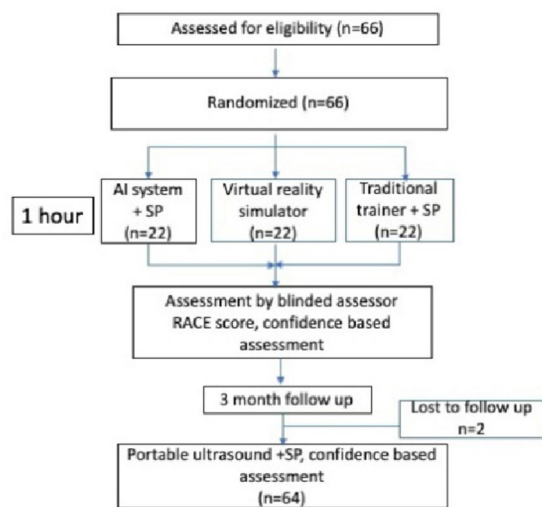 Assessed for eligibility (n=66)
Randomized (n=66)
1 hour
AI system
+ SP
(n=22)
Virtual reality
simulator
(n=22)
Traditional
trainer + SP
(n=22)
Assessment by blinded assessor
RACE score, confidence based
assessment
3 month follow up
Lost to follow up
n=2
Portable ultrasound +SP, confidence based
assessment
(n=64)